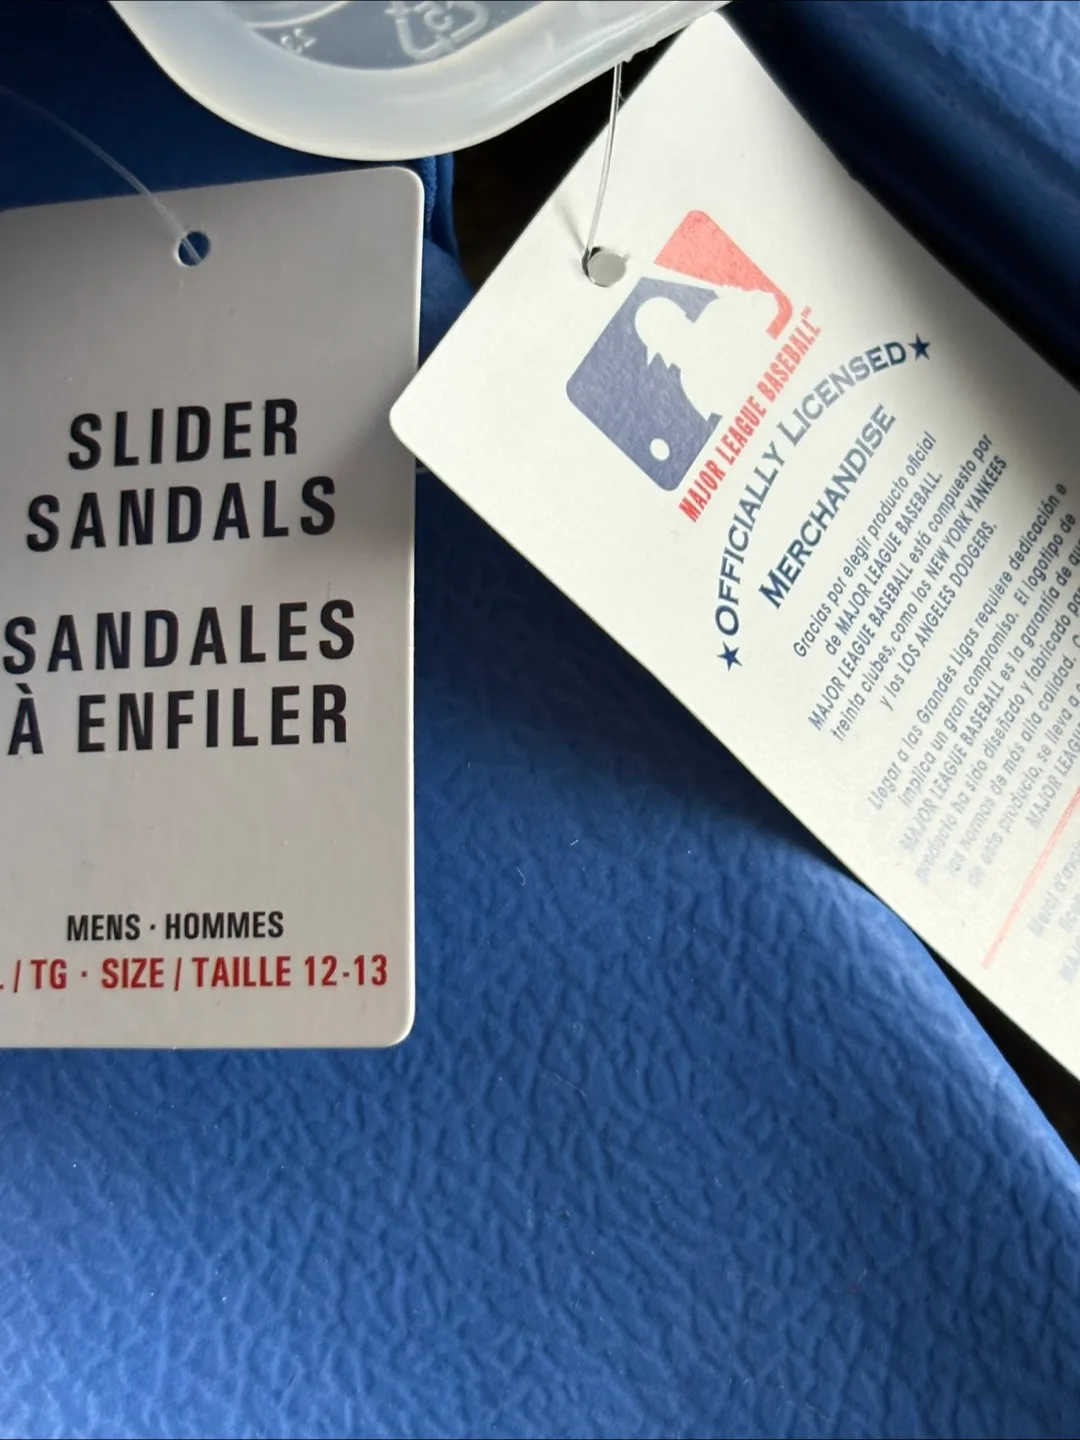 SLIDER
SANDALS
SANDALES
À ENFILER
MENS · HOMMES
/ TG · SIZE / TAILLE 12-13
MAJOR LEAGUE BASEBALL™
★ OFFICIALLY LICENSED ★
MERCHANDISE
Gracias por elegir producto oficial
de MAJOR LEAGUE BASEBALL.
MAJOR LEAGUE BASEBALL está compuesto por
treinta clubes, como los NEW YORK YANKEES
y los LOS ANGELES DODGERS.
Llegar a las Grandes Ligas requiere dedicación e
implica un gran compromiso. El logotipo de
MAJOR LEAGUE BASEBALL es la garantía de que
producto ha sido diseñado y fabricado
las normas de más alta calidad.
de este producto, se lleva a
MAJOR LEAGUE
Merci